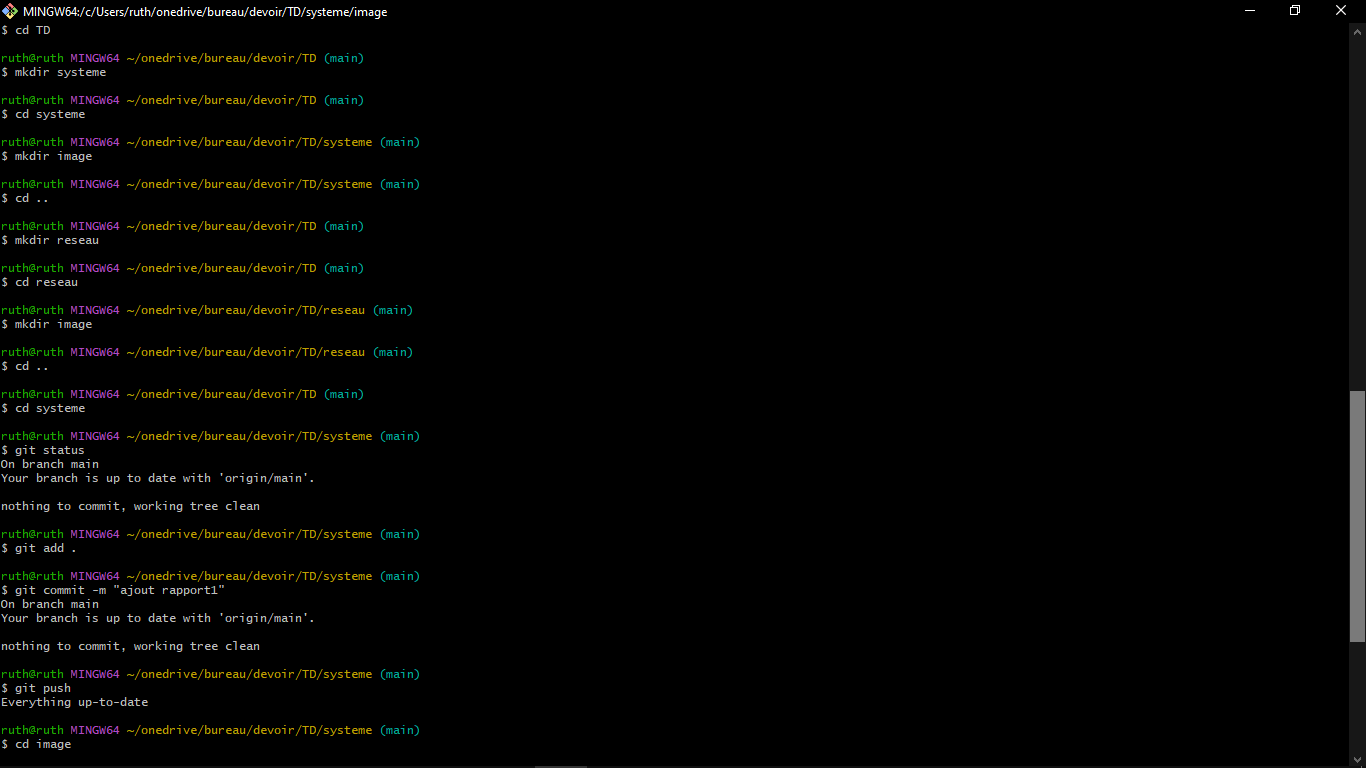 MINGW64:/c/Users/ruth/onedrive/bureau/devoir/TD/systeme/image
$ cd TD
ruth@ruth MINGW64 ~/onedrive/bureau/devoir/TD (main)
$ mkdir systeme
ruth@ruth MINGW64 ~/onedrive/bureau/devoir/TD (main)
$ cd systeme
ruth@ruth MINGW64 ~/onedrive/bureau/devoir/TD/systeme (main)
$ mkdir image
ruth@ruth MINGW64 ~/onedrive/bureau/devoir/TD/systeme (main)
$ cd ..
ruth@ruth MINGW64 ~/onedrive/bureau/devoir/TD (main)
$ mkdir reseau
ruth@ruth MINGW64 ~/onedrive/bureau/devoir/TD (main)
$ cd reseau
ruth@ruth MINGW64 ~/onedrive/bureau/devoir/TD/reseau (main)
$ mkdir image
ruth@ruth MINGW64 ~/onedrive/bureau/devoir/TD/reseau (main)
$ cd ..
ruth@ruth MINGW64 ~/onedrive/bureau/devoir/TD (main)
$ cd systeme
ruth@ruth MINGW64 ~/onedrive/bureau/devoir/TD/systeme (main)
$ git status
On branch main
Your branch is up to date with 'origin/main'.
nothing to commit, working tree clean
ruth@ruth MINGW64 ~/onedrive/bureau/devoir/TD/systeme (main)
$ git add .
ruth@ruth MINGW64 ~/onedrive/bureau/devoir/TD/systeme (main)
$ git commit -m "ajout rapport1"
On branch main
Your branch is up to date with 'origin/main'.
nothing to commit, working tree clean
ruth@ruth MINGW64 ~/onedrive/bureau/devoir/TD/systeme (main)
$ git push
Everything up-to-date
ruth@ruth MINGW64 ~/onedrive/bureau/devoir/TD/systeme (main)
$ cd image